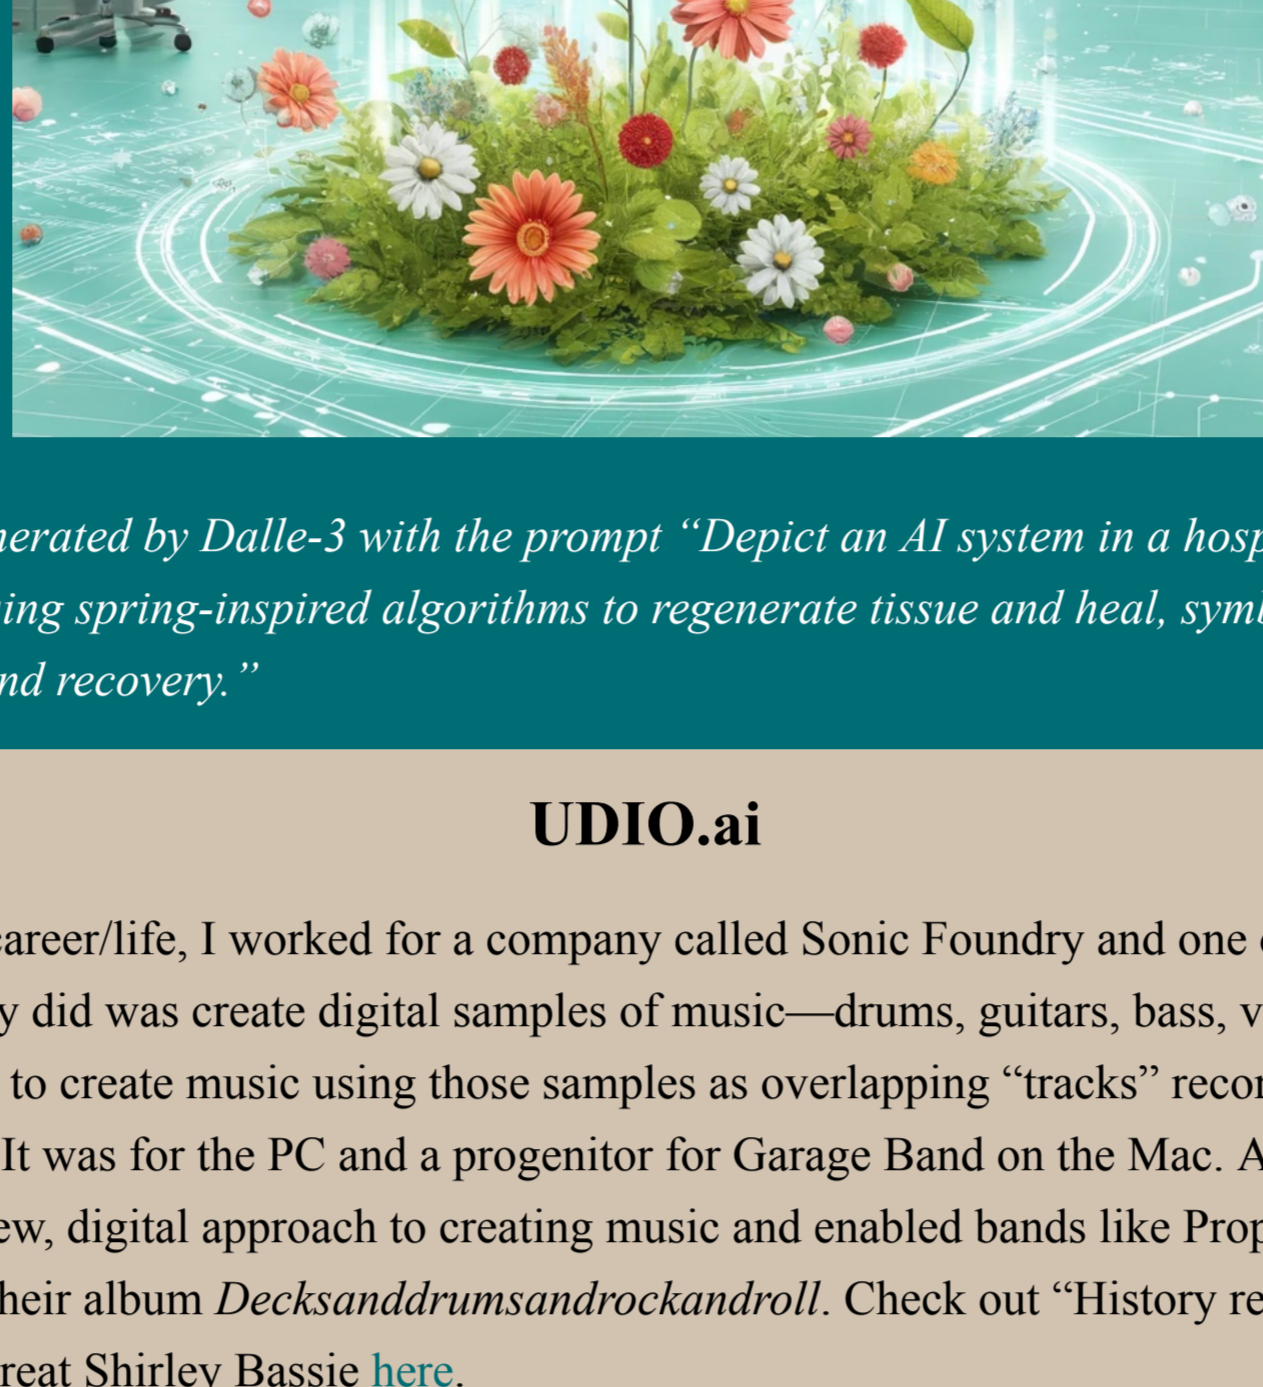 nerated by Dalle-3 with the prompt “Depict an AI system in a hosp
ing spring-inspired algorithms to regenerate tissue and heal, symb
nd recovery.”
UDIO.ai
career/life, I worked for a company called Sonic Foundry and one
y did was create digital samples of music—drums, guitars, bass, v
to create music using those samples as overlapping “tracks” recor
It was for the PC and a progenitor for Garage Band on the Mac. A
ew, digital approach to creating music and enabled bands like Prop
heir album Decksanddrumsandrockandroll. Check out “History re
reat Shirley Bassie here.